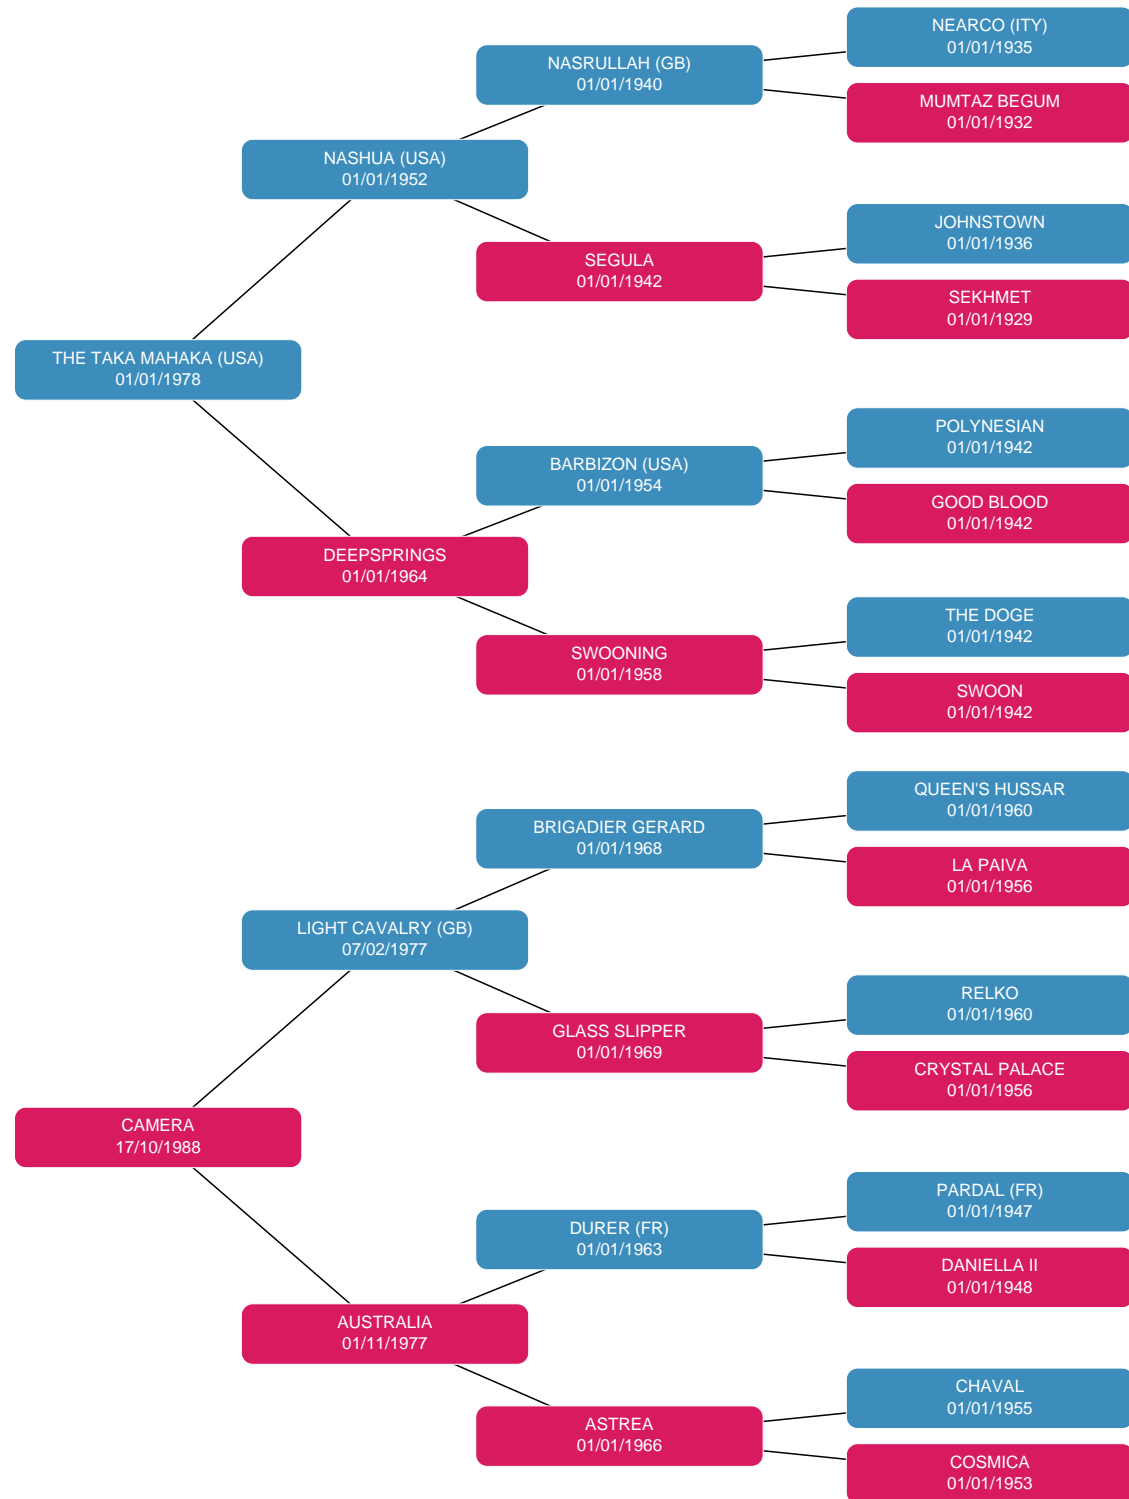 NEARCO (ITY)
01/01/1935
NASRULLAH (GB)
01/01/1940
MUMTAZ BEGUM
01/01/1932
NASHUA (USA)
01/01/1952
JOHNSTOWN
01/01/1936
SEGULA
01/01/1942
SEKHMET
01/01/1929
THE TAKA MAHAKA (USA)
01/01/1978
POLYNESIAN
01/01/1942
BARBIZON (USA)
01/01/1954
GOOD BLOOD
01/01/1942
DEEPSPRINGS
01/01/1964
THE DOGE
01/01/1942
SWOONING
01/01/1958
SWOON
01/01/1942
QUEEN'S HUSSAR
01/01/1960
BRIGADIER GERARD
01/01/1968
LA PAIVA
01/01/1956
LIGHT CAVALRY (GB)
07/02/1977
RELKO
01/01/1960
GLASS SLIPPER
01/01/1969
CRYSTAL PALACE
01/01/1956
CAMERA
17/10/1988
PARDAL (FR)
01/01/1947
DURER (FR)
01/01/1963
DANIELLA II
01/01/1948
AUSTRALIA
01/11/1977
CHAVAL
01/01/1955
ASTREA
01/01/1966
COSMICA
01/01/1953